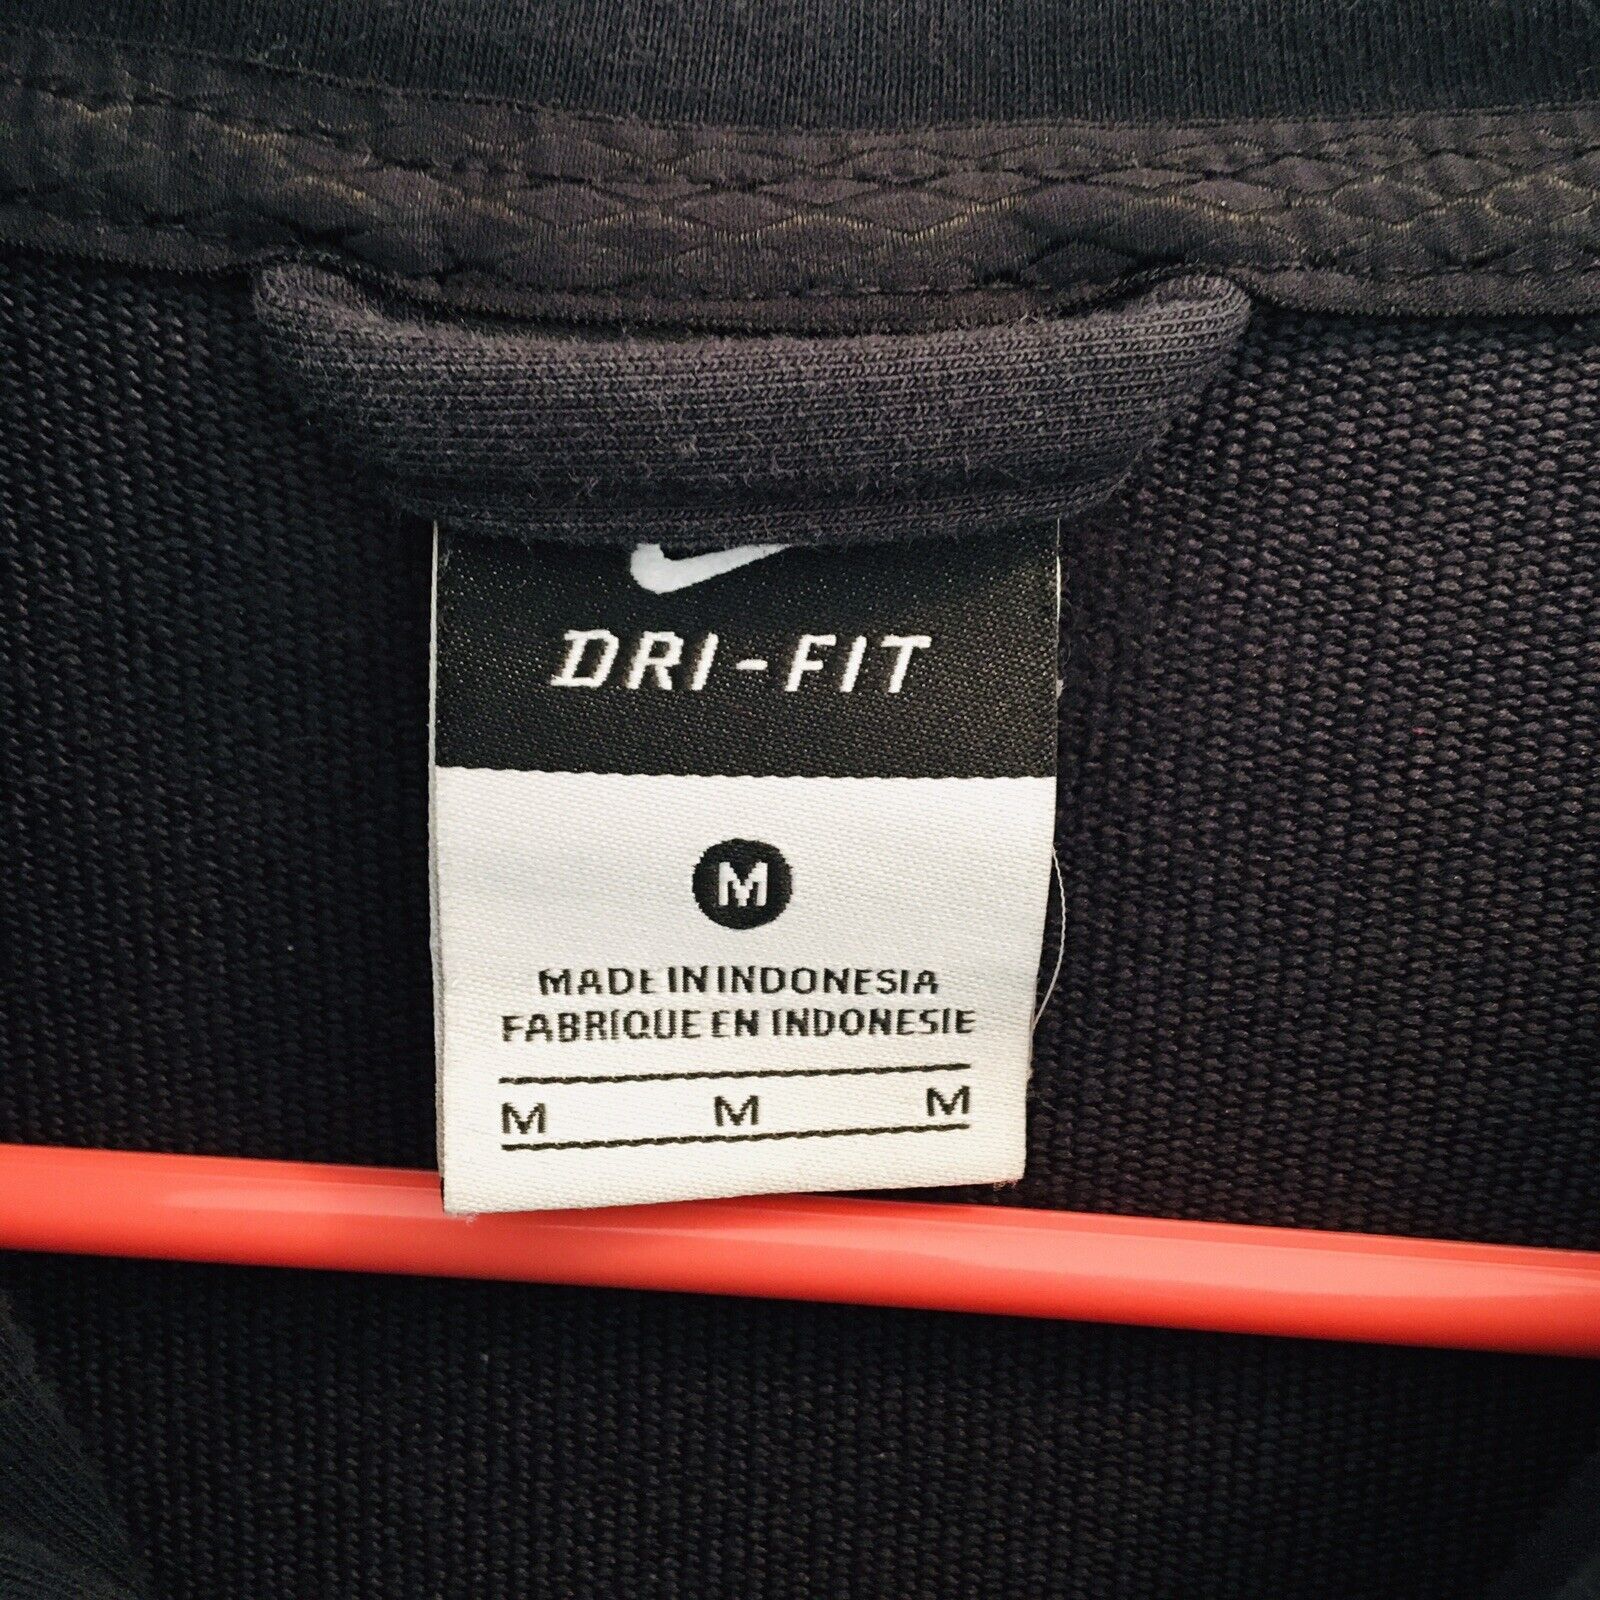 DRI-FIT
M
MADE IN INDONESIA
FABRIQUE EN INDONESIE
M M M